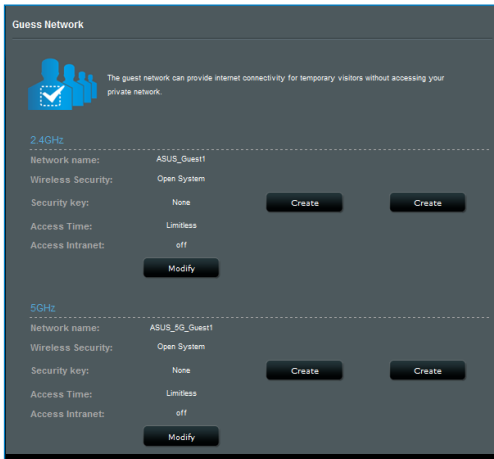 Guess Network
The guest network can provide internet connectivity for temporary visitors without accessing your
private network.
2.4GHz
Network name: ASUS_Guest1
Wireless Security: Open System
Security key: None Create Create
Access Time: Limitless
Access Intranet: off
Modify
5GHz
Network name: ASUS_5G_Guest1
Wireless Security: Open System
Security key: None Create Create
Access Time: Limitless
Access Intranet: off
Modify